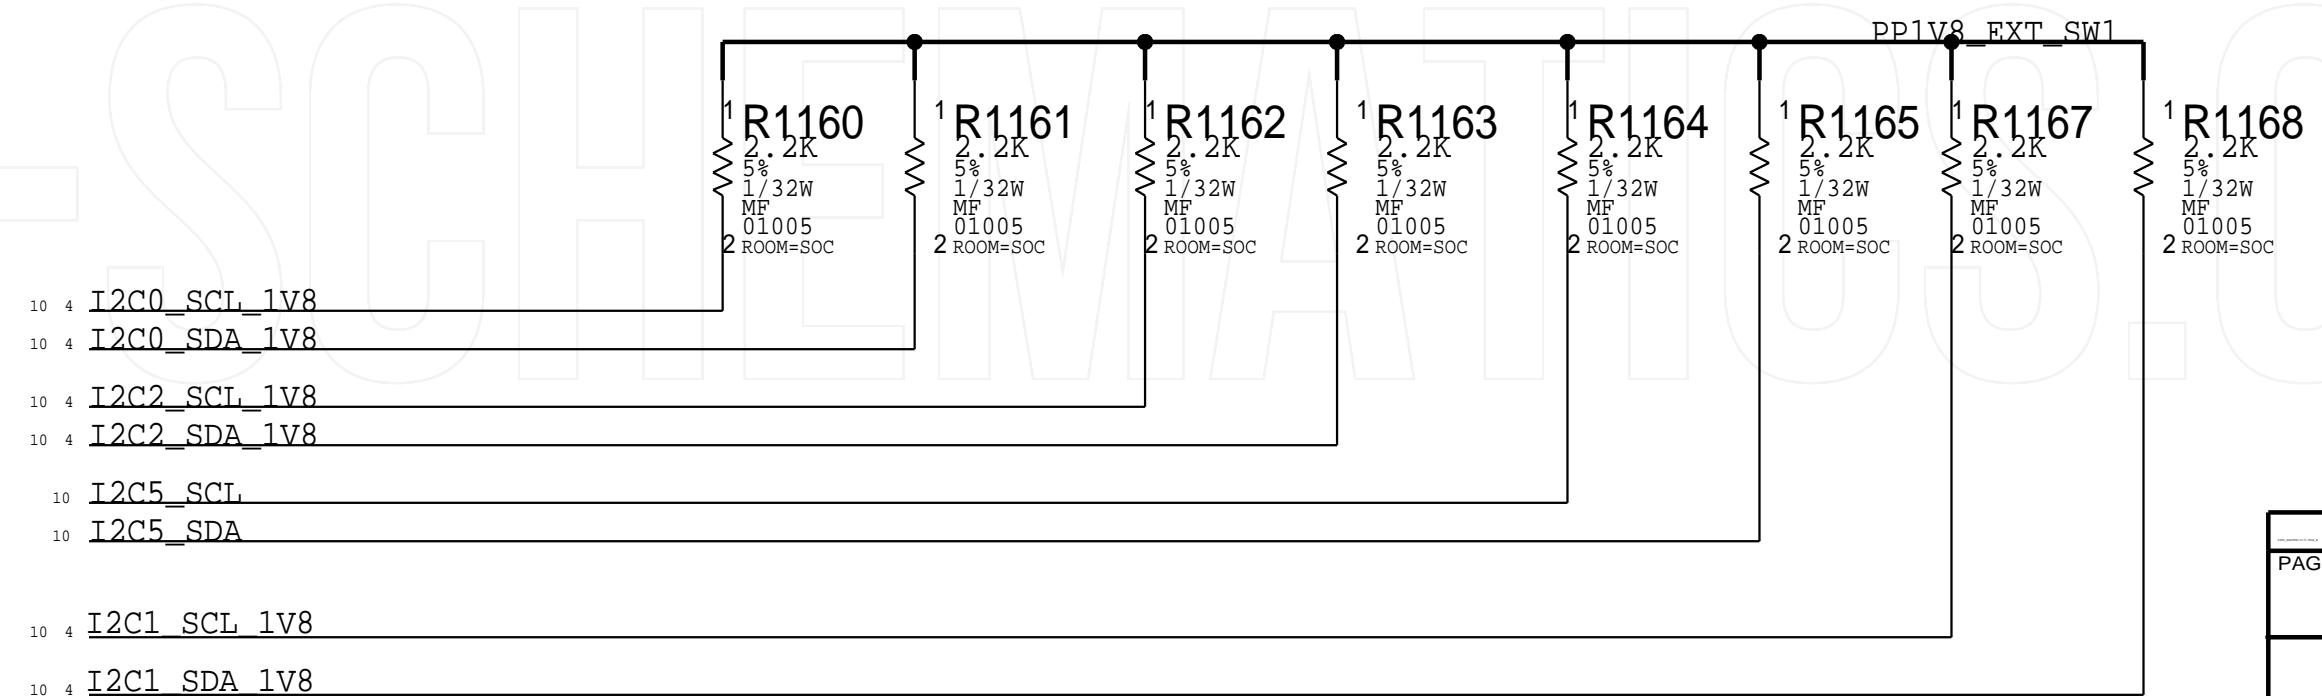 PP1V8_EXT_SW1
1 R1160
2.2K
5%
1/32W
MF
01005
2 ROOM=SOC
1 R1161
2.2K
5%
1/32W
MF
01005
2 ROOM=SOC
1 R1162
2.2K
5%
1/32W
MF
01005
2 ROOM=SOC
1 R1163
2.2K
5%
1/32W
MF
01005
2 ROOM=SOC
1 R1164
2.2K
5%
1/32W
MF
01005
2 ROOM=SOC
1 R1165
2.2K
5%
1/32W
MF
01005
2 ROOM=SOC
1 R1167
2.2K
5%
1/32W
MF
01005
2 ROOM=SOC
1 R1168
2.2K
5%
1/32W
MF
01005
2 ROOM=SOC
10 4 I2C0_SCL_1V8
10 4 I2C0_SDA_1V8
10 4 I2C2_SCL_1V8
10 4 I2C2_SDA_1V8
10 I2C5_SCL
10 I2C5_SDA
10 4 I2C1_SCL_1V8
10 4 I2C1_SDA_1V8
PAG
-SCHEMATICS.C